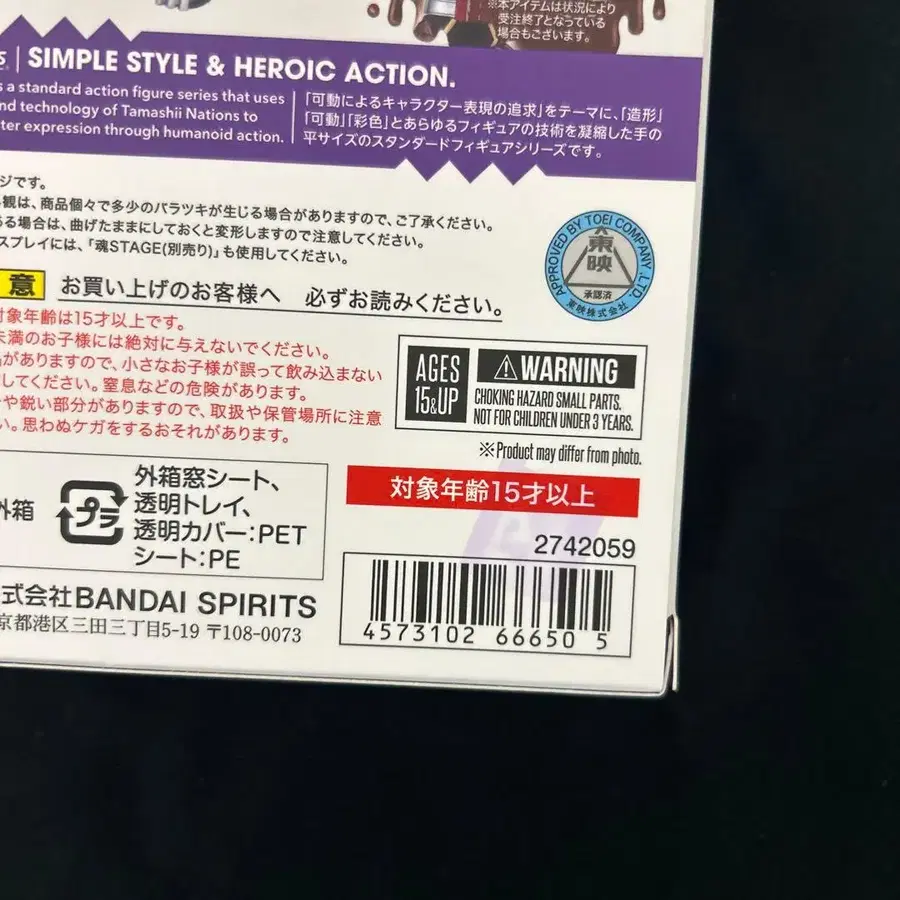 ※本アイテムは状況により
受注終了となっている
場合もございます。
SIMPLE STYLE & HEROIC ACTION.
s a standard action figure series that uses
nd technology of Tamashii Nations to
ter expression through humanoid action.
「可動によるキャラクター表現の追求」をテーマに、「造形」
「可動」「彩色」とあらゆるフィギュアの技術を凝縮した手の
平サイズのスタンダードフィギュアシリーズです。
ジです。
観は、商品個々で多少のバラツキが生じる場合がありますので、ご了承ください。
る場合は、曲げたままにしておくと変形しますので注意してください。
スプレイには、「魂STAGE(別売り)」も使用してください。
APPROVED BY TOEI COMPANY, LTD.
東映
承認済
東映株式会社
意 お買い上げのお客様へ 必ずお読みください。
対象年齢は15才以上です。
未満のお子様には絶対に与えないでください。
がありますので、小さなお子様が誤って飲み込まない
してください。窒息などの危険があります。
や鋭い部分がありますので、取扱や保管場所に注意
い。思わぬケガをするおそれがあります。
AGES
15&UP
WARNING
CHOKING HAZARD SMALL PARTS.
NOT FOR CHILDREN UNDER 3 YEARS.
※Product may differ from photo.
対象年齢15才以上
外箱
プラ
外箱窓シート、
透明トレイ、
透明カバー:PET
シート:PE
2742059
4573102 66650 5
式会社BANDAI SPIRITS
京都港区三田三丁目5-19 〒108-0073